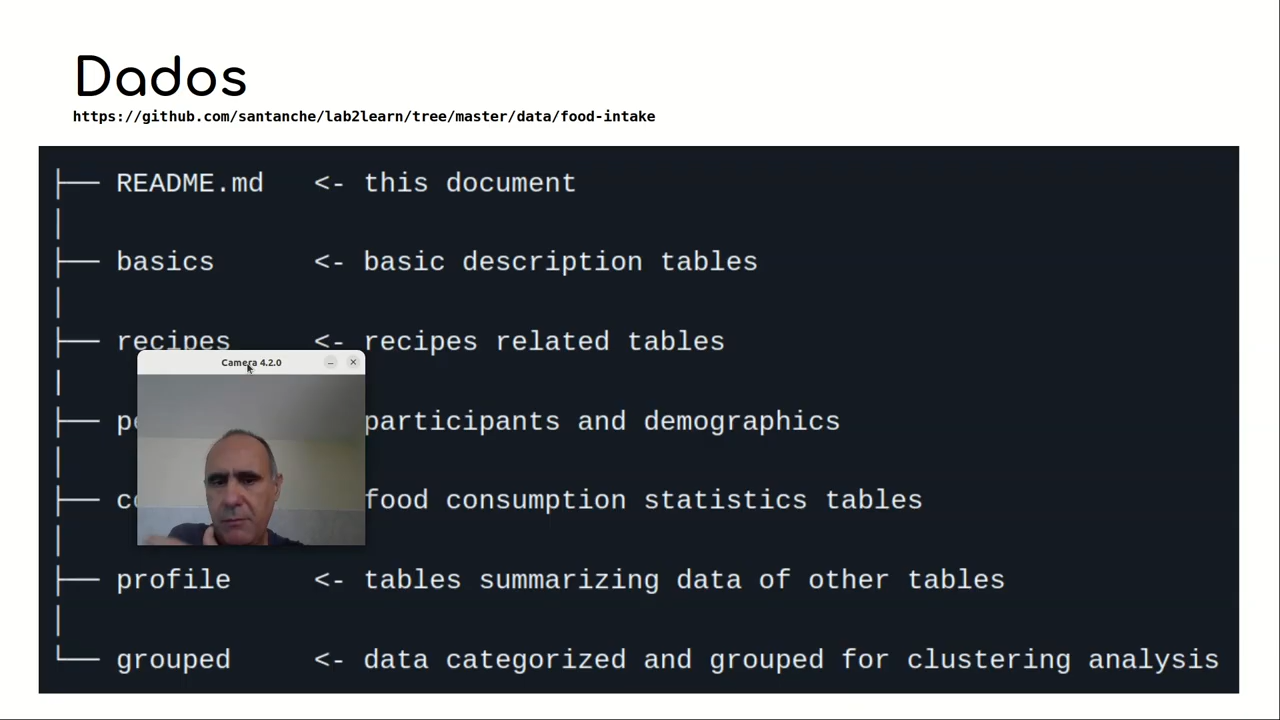 Dados
https://github.com/santanche/lab2learn/tree/master/data/food-intake
├── README.md <- this document
│
├── basics <- basic description tables
│
├── recipes <- recipes related tables
Camera 4.2.0
│
├── participants and demographics
│
├── food consumption statistics tables
│
├── profile <- tables summarizing data of other tables
│
└── grouped <- data categorized and grouped for clustering analysis